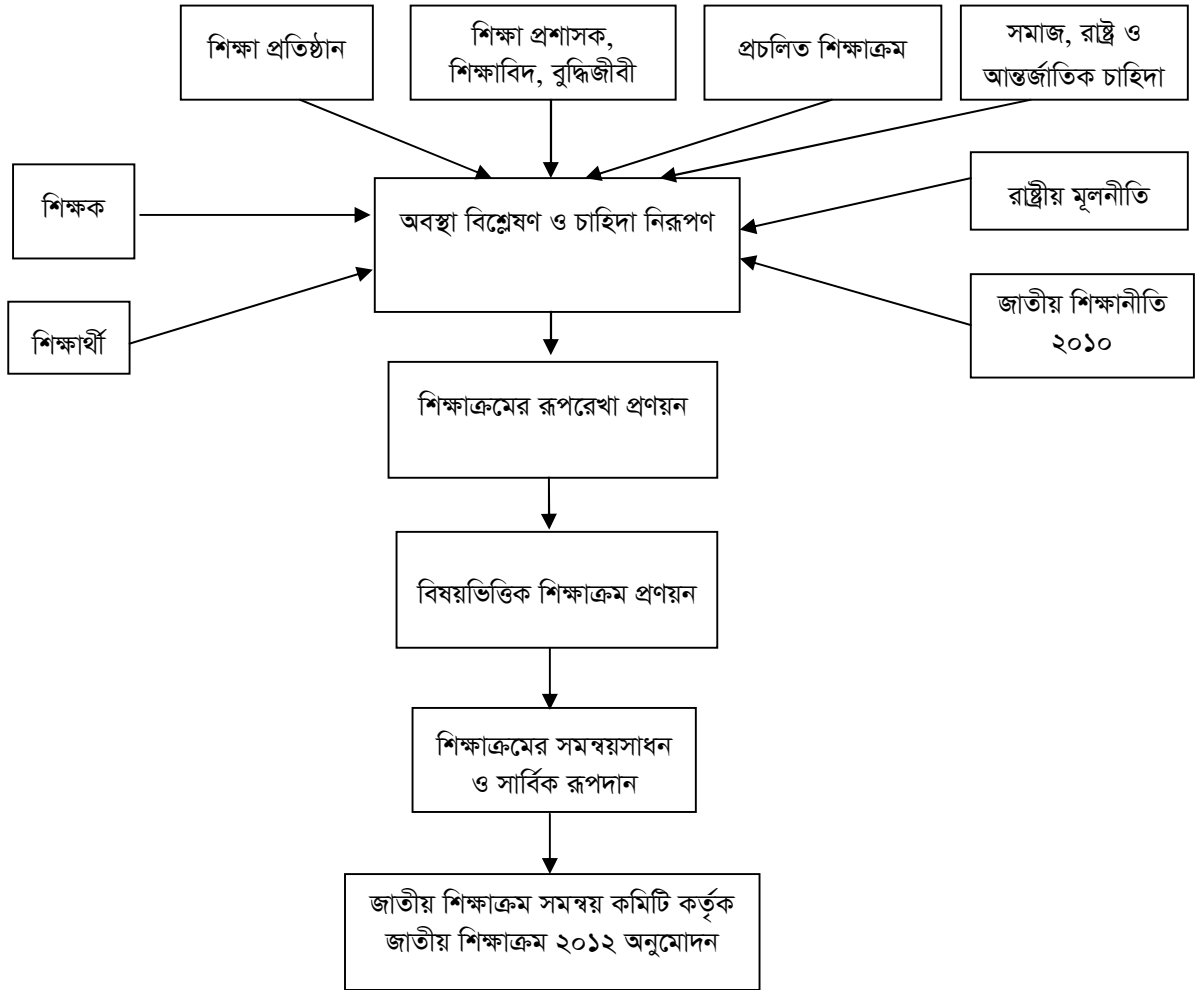 শিক্ষা প্রতিষ্ঠান
শিক্ষা প্রশাসক,
শিক্ষাবিদ, বুদ্ধিজীবী
প্রচলিত শিক্ষাক্রম
সমাজ, রাষ্ট্র ও
আন্তর্জাতিক চাহিদা
শিক্ষক
অবস্থা বিশ্লেষণ ও চাহিদা নিরূপণ
রাষ্ট্রীয় মূলনীতি
শিক্ষার্থী
জাতীয় শিক্ষানীতি
২০১০
শিক্ষাক্রমের রূপরেখা প্রণয়ন
বিষয়ভিত্তিক শিক্ষাক্রম প্রণয়ন
শিক্ষাক্রমের সমন্বয়সাধন
ও সার্বিক রূপদান
জাতীয় শিক্ষাক্রম সমন্বয় কমিটি কর্তৃক
জাতীয় শিক্ষাক্রম ২০১২ অনুমোদন